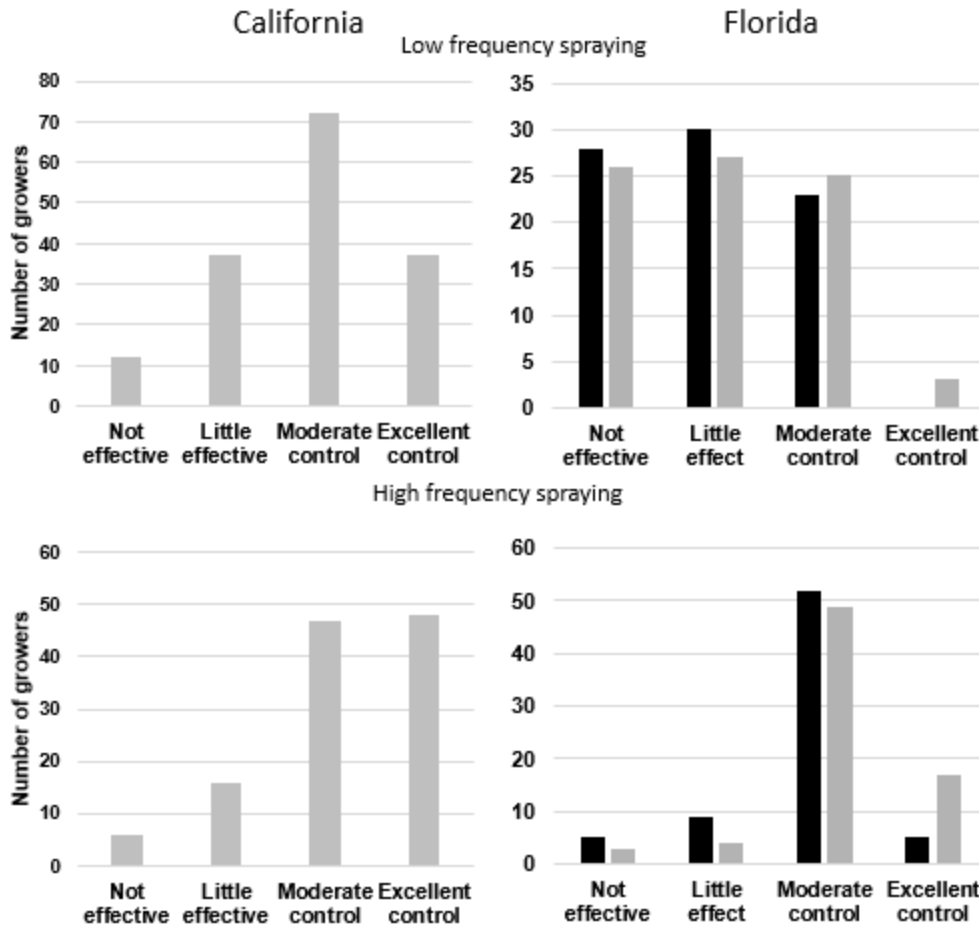 California Florida
Low frequency spraying
80
70
60
50
40
30
20
10
0
Number of growers
Not effective
Little effective
Moderate control
Excellent control
35
30
25
20
15
10
5
0
Not effective
Little effect
Moderate control
Excellent control
High frequency spraying
60
50
40
30
20
10
0
Number of growers
Not effective
Little effective
Moderate control
Excellent control
60
50
40
30
20
10
0
Not effective
Little effect
Moderate control
Excellent control